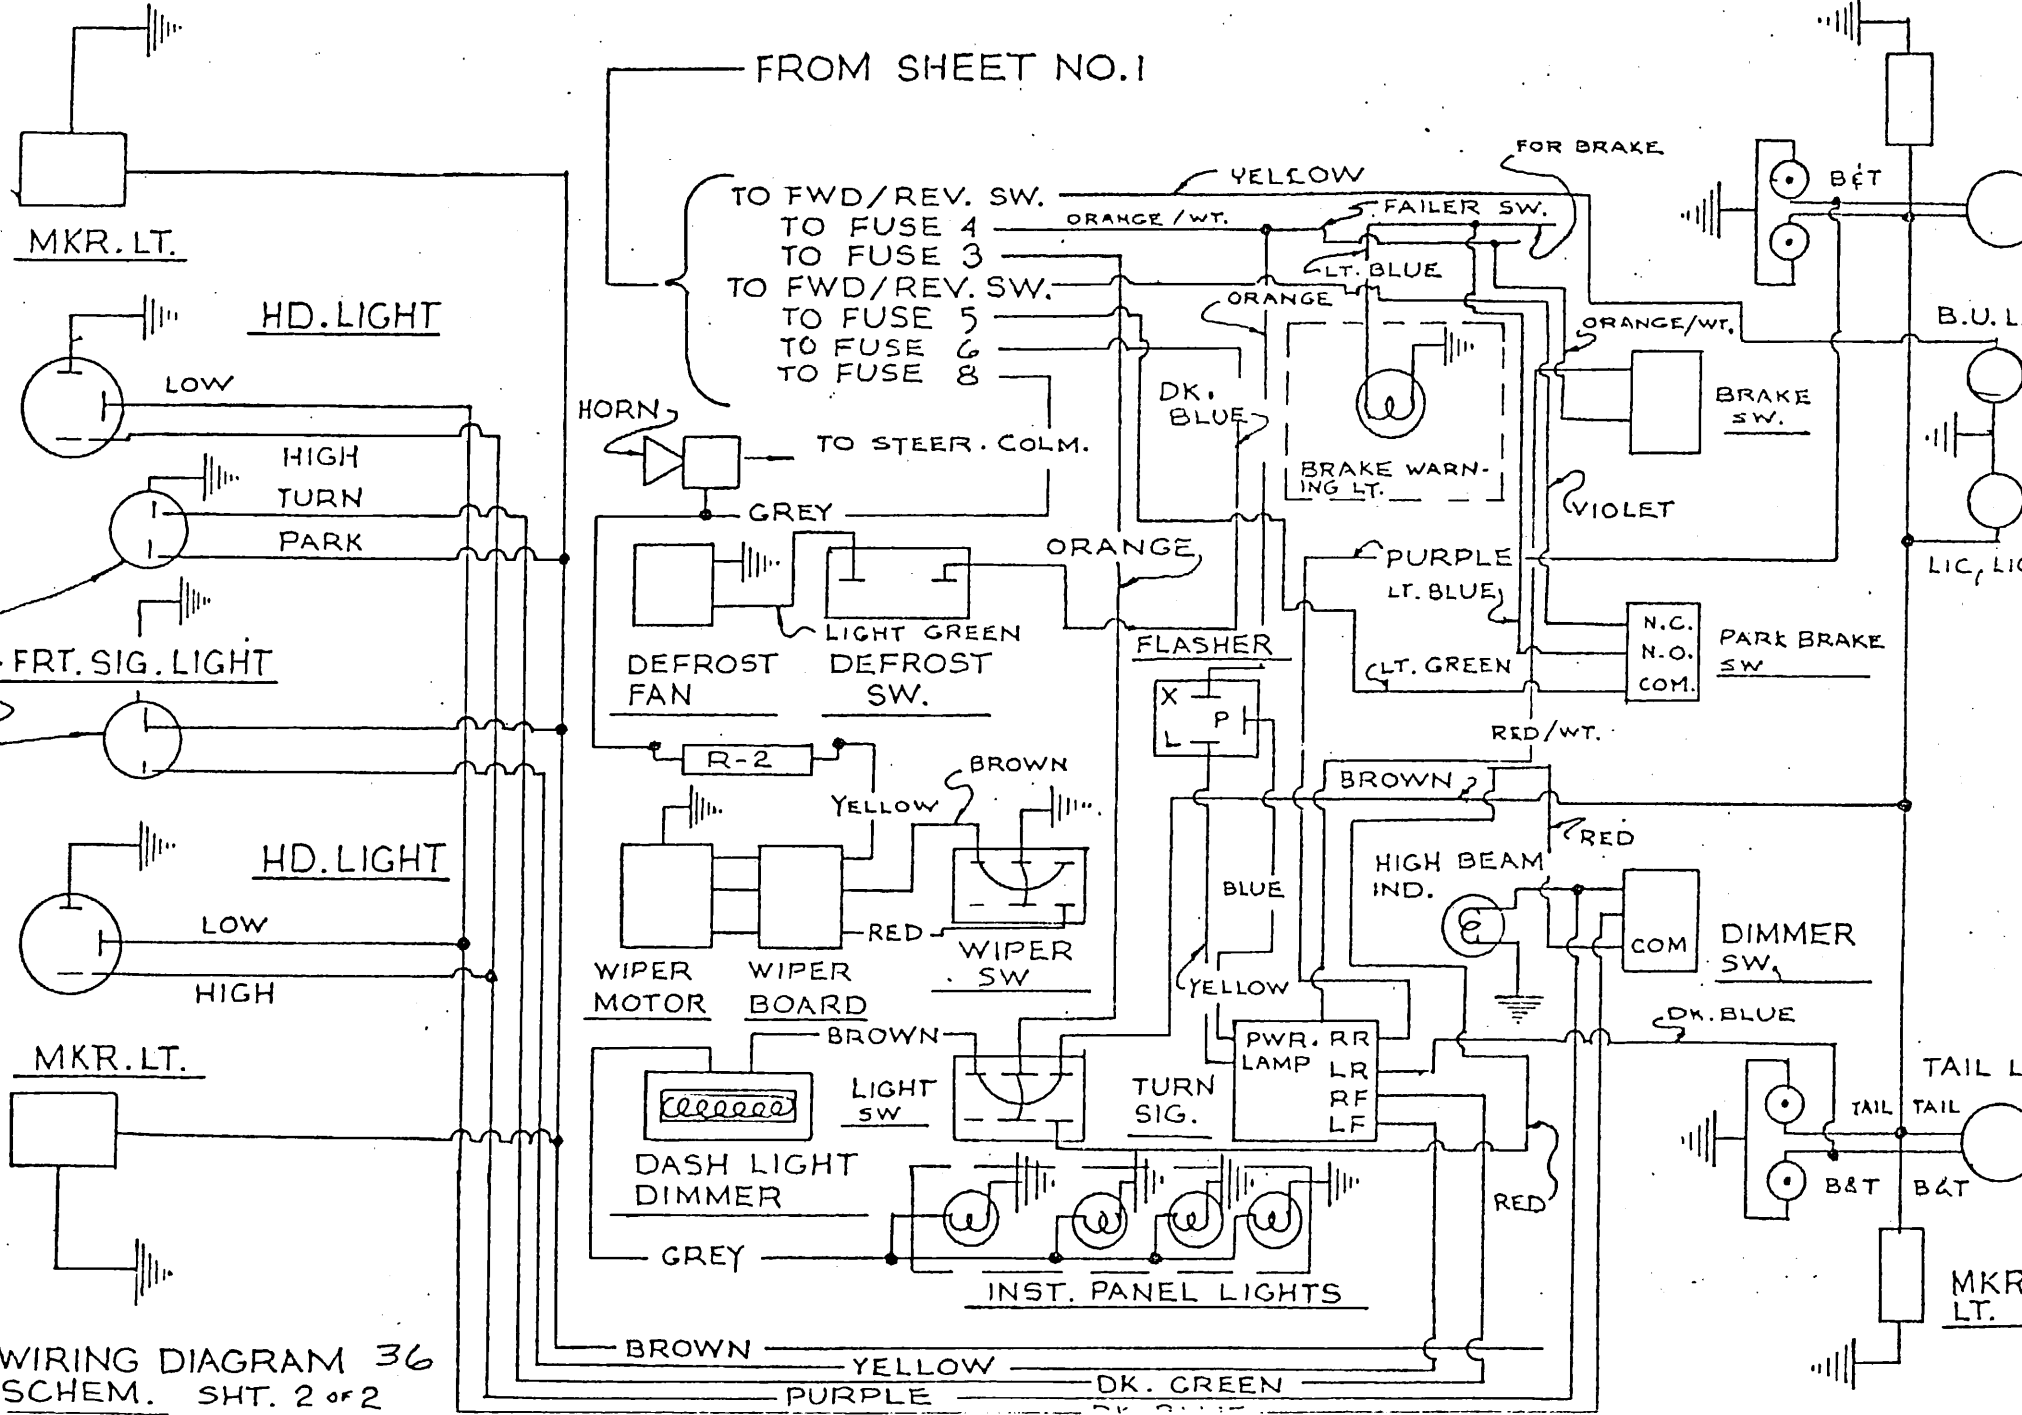 FROM SHEET NO.1
FOR BRAKE
TO FWD/REV. SW.
YELLOW
B&T
TO FUSE 4
ORANGE/WT.
FAILER SW.
TO FUSE 3
LT. BLUE
TO FWD/REV. SW.
ORANGE
TO FUSE 5
ORANGE/WT.
B.U.L
TO FUSE 6
TO FUSE 8
MKR. LT.
HD. LIGHT
LOW
HIGH
TURN
PARK
HORN
TO STEER. COLM.
DK.
BLUE
BRAKE
SW.
BRAKE WARN-
ING LT.
GREY
VIOLET
ORANGE
PURPLE
LIC, LIG
LT. BLUE
LIGHT GREEN
FLASHER
N.C.
N.O.
COM.
PARK BRAKE
SW
FRT. SIG. LIGHT
DEFROST
FAN
DEFROST
SW.
LT. GREEN
X
P
L
RED/WT.
R-2
BROWN
BROWN
YELLOW
RED
HD. LIGHT
HIGH BEAM
IND.
BLUE
LOW
RED
WIPER
SW
COM
DIMMER
SW.
HIGH
WIPER
MOTOR
WIPER
BOARD
YELLOW
DK. BLUE
BROWN
PWR. RR
LAMP LR
RF
LF
MKR. LT.
LIGHT
SW
TURN
SIG.
TAIL L
TAIL TAIL
DASH LIGHT
DIMMER
B&T B&T
RED
GREY
INST. PANEL LIGHTS
MKR
LT.
BROWN
WIRING DIAGRAM 36
YELLOW
SCHEM. SHT. 2 OF 2
DK. GREEN
PURPLE